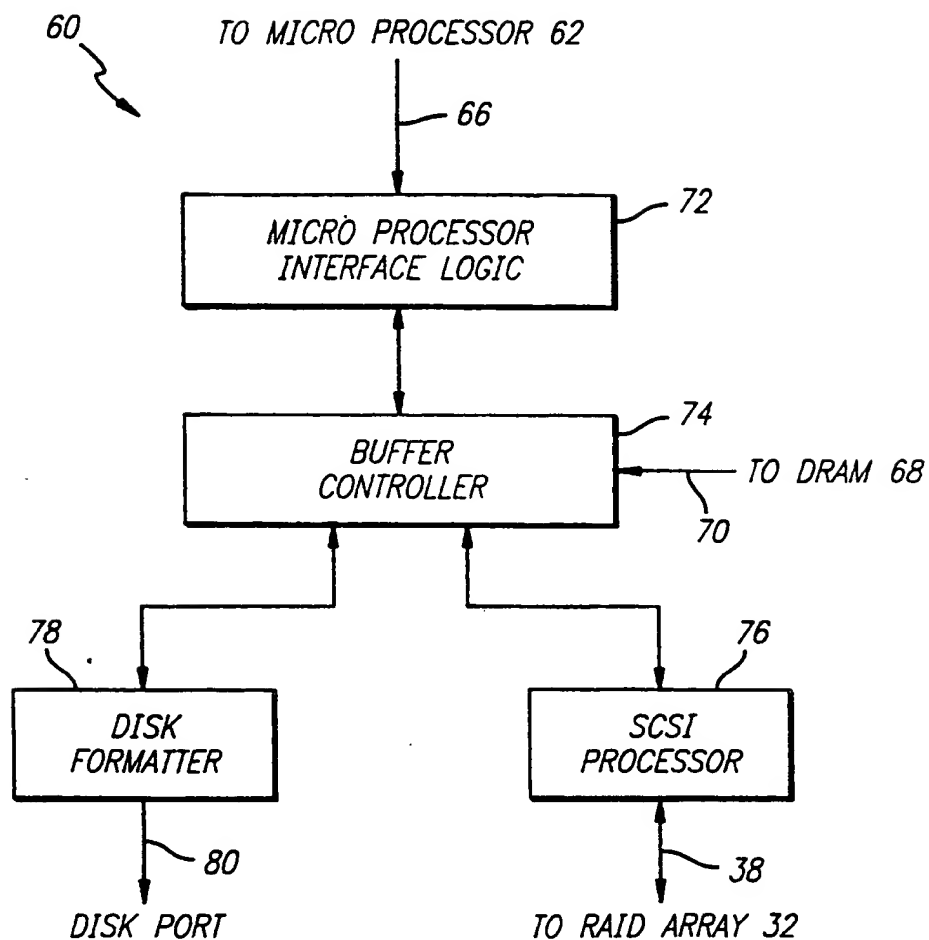 60
TO MICRO PROCESSOR 62
66
72
MICRO PROCESSOR
INTERFACE LOGIC
74
BUFFER
CONTROLLER
TO DRAM 68
70
78
76
DISK
FORMATTER
SCSI
PROCESSOR
80
38
DISK PORT
TO RAID ARRAY 32